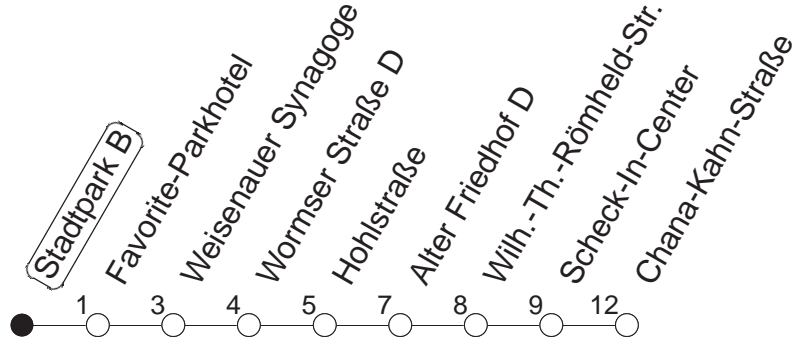 Stadtpark B
Favorite-Parkhotel
Weisenauer Synagoge
Wormser Straße D
Hohlstraße
Alter Friedhof D
Wilh.-Th.-Römheld-Str.
Scheck-In-Center
Chana-Kahn-Straße
1 3 4 5 7 8 9 12